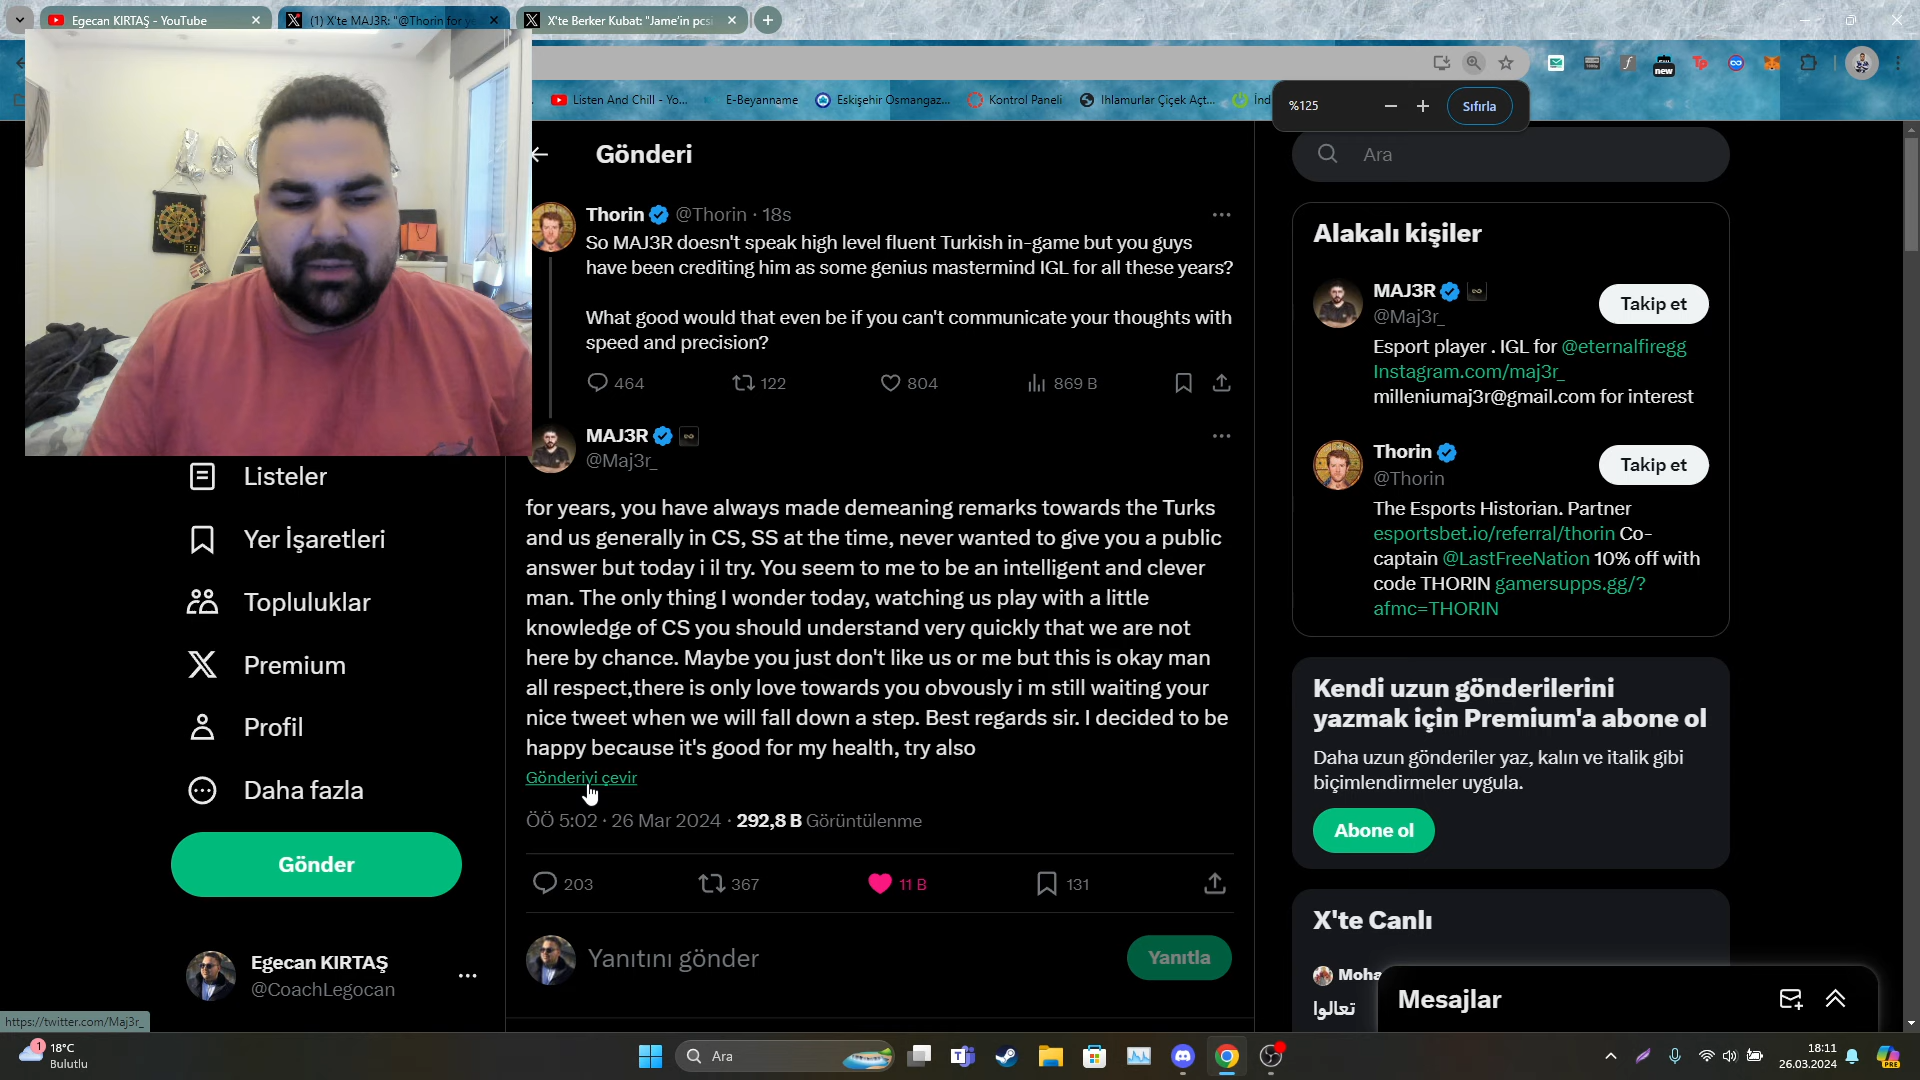 Egecan KIRTAŞ - YouTube
(1) X'te MAJ3R: "@Thorin for ye
X'te Berker Kubat: "Jame'in pcsi
Listen And Chill - Yo...
E-Beyanname
Eskişehir Osmangaz...
Kontrol Paneli
Ihlamurlar Çiçek Açt...
İnd
new
%125
Sıfırla
Gönderi
Ara
Thorin @Thorin · 18s
So MAJ3R doesn't speak high level fluent Turkish in-game but you guys
have been crediting him as some genius mastermind IGL for all these years?
What good would that even be if you can't communicate your thoughts with
speed and precision?
464
122
804
869 B
MAJ3R
@Maj3r_
for years, you have always made demeaning remarks towards the Turks
and us generally in CS, SS at the time, never wanted to give you a public
answer but today i il try. You seem to me to be an intelligent and clever
man. The only thing I wonder today, watching us play with a little
knowledge of CS you should understand very quickly that we are not
here by chance. Maybe you just don't like us or me but this is okay man
all respect,there is only love towards you obvously i m still waiting your
nice tweet when we will fall down a step. Best regards sir. I decided to be
happy because it's good for my health, try also
Gönderiyi çevir
ÖÖ 5:02 · 26 Mar 2024 · 292,8 B Görüntülenme
203
367
11 B
131
Yanıtını gönder
Yanıtla
Listeler
Yer İşaretleri
Topluluklar
Premium
Profil
Daha fazla
Gönder
Egecan KIRTAŞ
@CoachLegocan
https://twitter.com/Maj3r_
Alakalı kişiler
MAJ3R
@Maj3r_
Takip et
Esport player . IGL for @eternalfiregg
Instagram.com/maj3r_
milleniumaj3r@gmail.com for interest
Thorin
@Thorin
Takip et
The Esports Historian. Partner
esportsbet.io/referral/thorin Co-
captain @LastFreeNation 10% off with
code THORIN gamersupps.gg/?
afmc=THORIN
Kendi uzun gönderilerini
yazmak için Premium'a abone ol
Daha uzun gönderiler yaz, kalın ve italik gibi
biçimlendirmeler uygula.
Abone ol
X'te Canlı
Moha
تعالوا
Mesajlar
1
18°C
Bulutlu
Ara
18:11
26.03.2024